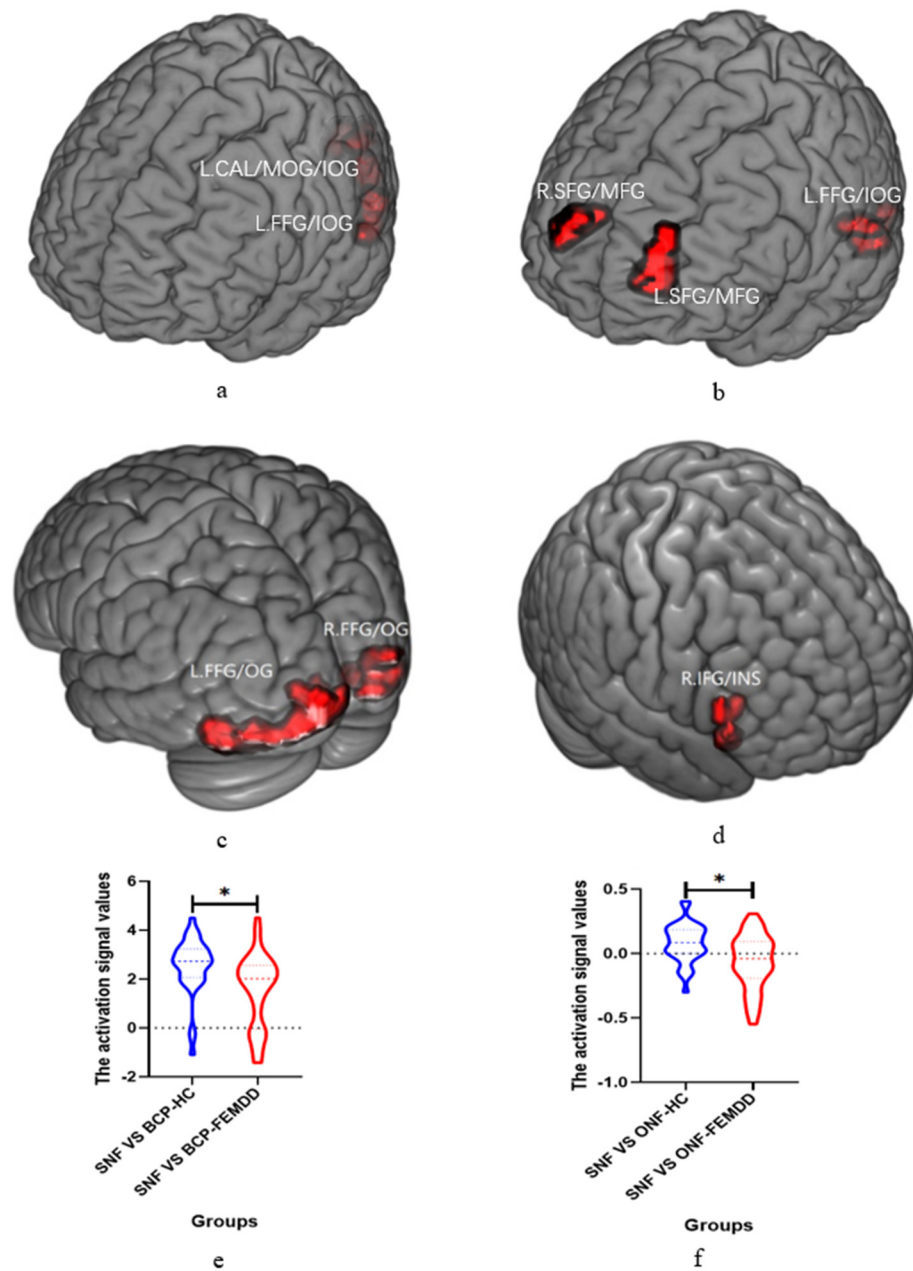 L.CAL/MOG/IOG
L.FFG/IOG
a
R.SFG/MFG
L.FFG/IOG
L.SFG/MFG
b
R.FFG/OG
L.FFG/OG
c
R.IFG/INS
d
The activation signal values
6
4
2
0
-2
*
SNF VS BCP-HC
SNF VS BCP-FEMDD
Groups
e
The activation signal values
0.5
0.0
-0.5
-1.0
*
SNF VS ONF-HC
SNF VS ONF-FEMDD
Groups
f